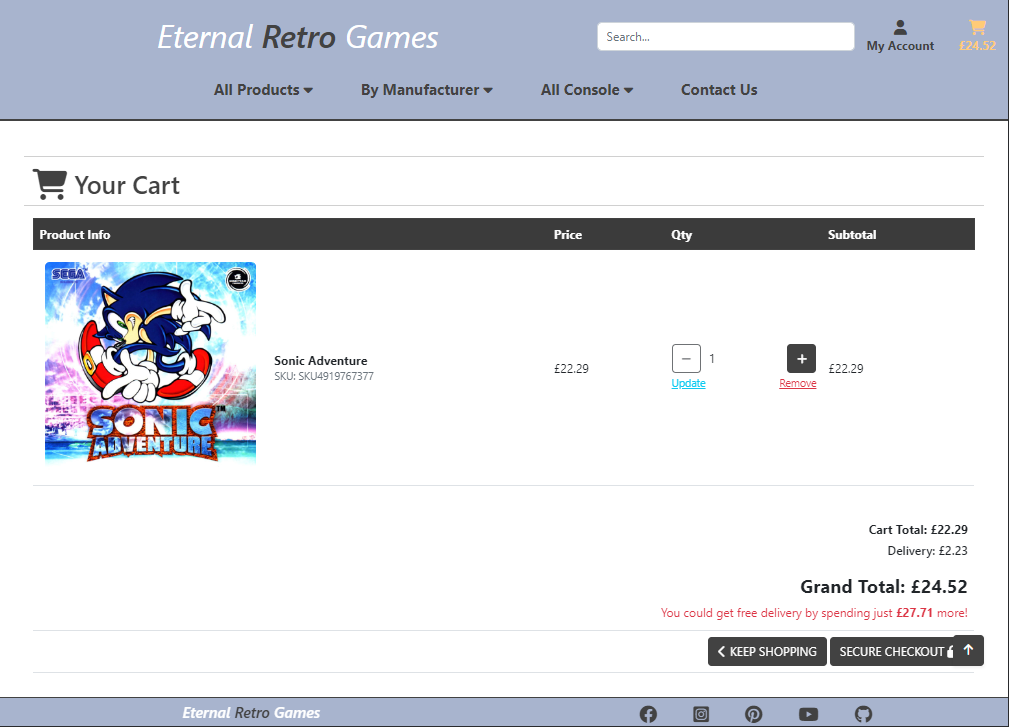 Eternal Retro Games
Search...
My Account
£24.52
All Products
By Manufacturer
All Console
Contact Us
Your Cart
Product Info Price Qty Subtotal
SEGA
SONIC
ADVENTURE
TM
Sonic Adventure
SKU: SKU4919767377
£22.29
− 1 +
£22.29
Update
Remove
Cart Total: £22.29
Delivery: £2.23
Grand Total: £24.52
You could get free delivery by spending just £27.71 more!
KEEP SHOPPING
SECURE CHECKOUT
Eternal Retro Games